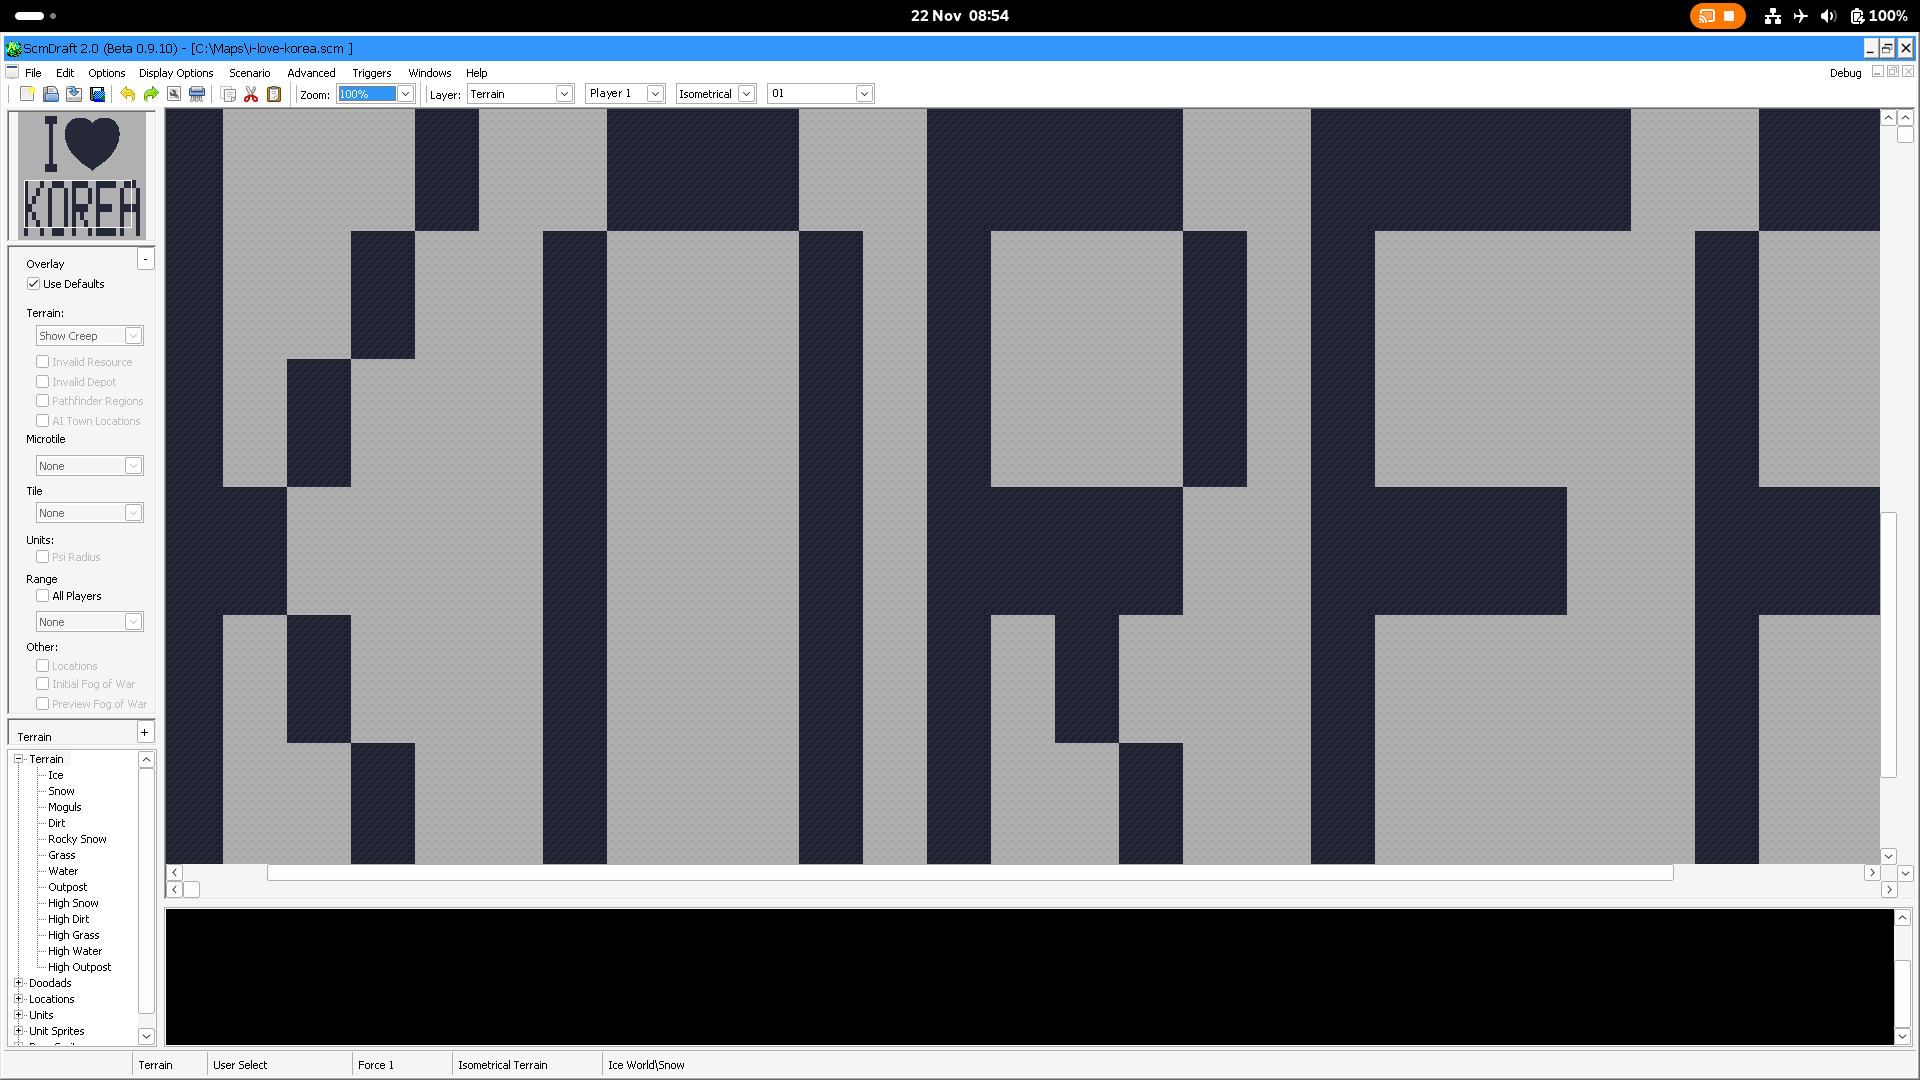 22 Nov 08:54
100%
ScmDraft 2.0 (Beta 0.9.10) - [C:\Maps\i-love-korea.scm ]
File Edit Options Display Options Scenario Advanced Triggers Windows Help Debug
Zoom: 100% Layer: Terrain Player 1 Isometrical 01
I
KOREA
Overlay
-
Use Defaults
Terrain:
Show Creep
Invalid Resource
Invalid Depot
Pathfinder Regions
AI Town Locations
Microtile
None
Tile
None
Units:
Psi Radius
Range
All Players
None
Other:
Locations
Initial Fog of War
Preview Fog of War
Terrain
+
Terrain
Ice
Snow
Moguls
Dirt
Rocky Snow
Grass
Water
Outpost
High Snow
High Dirt
High Grass
High Water
High Outpost
Doodads
Locations
Units
Unit Sprites
Terrain User Select Force 1 Isometrical Terrain Ice World\Snow